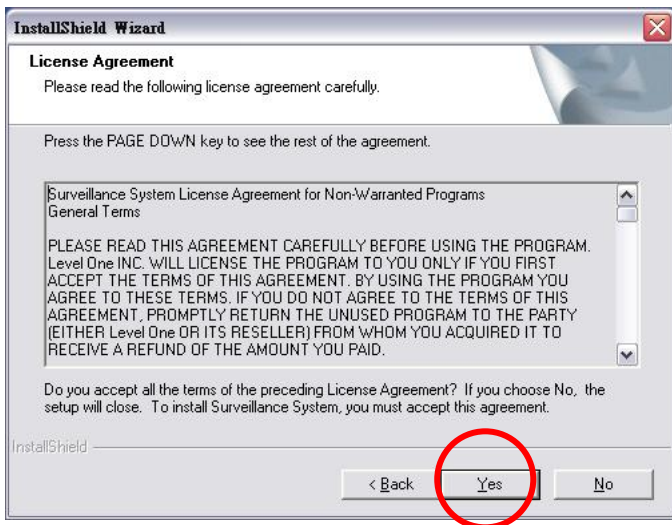 InstallShield Wizard
License Agreement
Please read the following license agreement carefully.
Press the PAGE DOWN key to see the rest of the agreement.
Surveillance System License Agreement for Non-Warranted Programs
General Terms
PLEASE READ THIS AGREEMENT CAREFULLY BEFORE USING THE PROGRAM.
Level One INC. WILL LICENSE THE PROGRAM TO YOU ONLY IF YOU FIRST
ACCEPT THE TERMS OF THIS AGREEMENT. BY USING THE PROGRAM YOU
AGREE TO THESE TERMS. IF YOU DO NOT AGREE TO THE TERMS OF THIS
AGREEMENT, PROMPTLY RETURN THE UNUSED PROGRAM TO THE PARTY
(EITHER Level One OR ITS RESELLER) FROM WHOM YOU ACQUIRED IT TO
RECEIVE A REFUND OF THE AMOUNT YOU PAID.
Do you accept all the terms of the preceding License Agreement? If you choose No, the
setup will close. To install Surveillance System, you must accept this agreement.
InstallShield
< Back
Yes
No